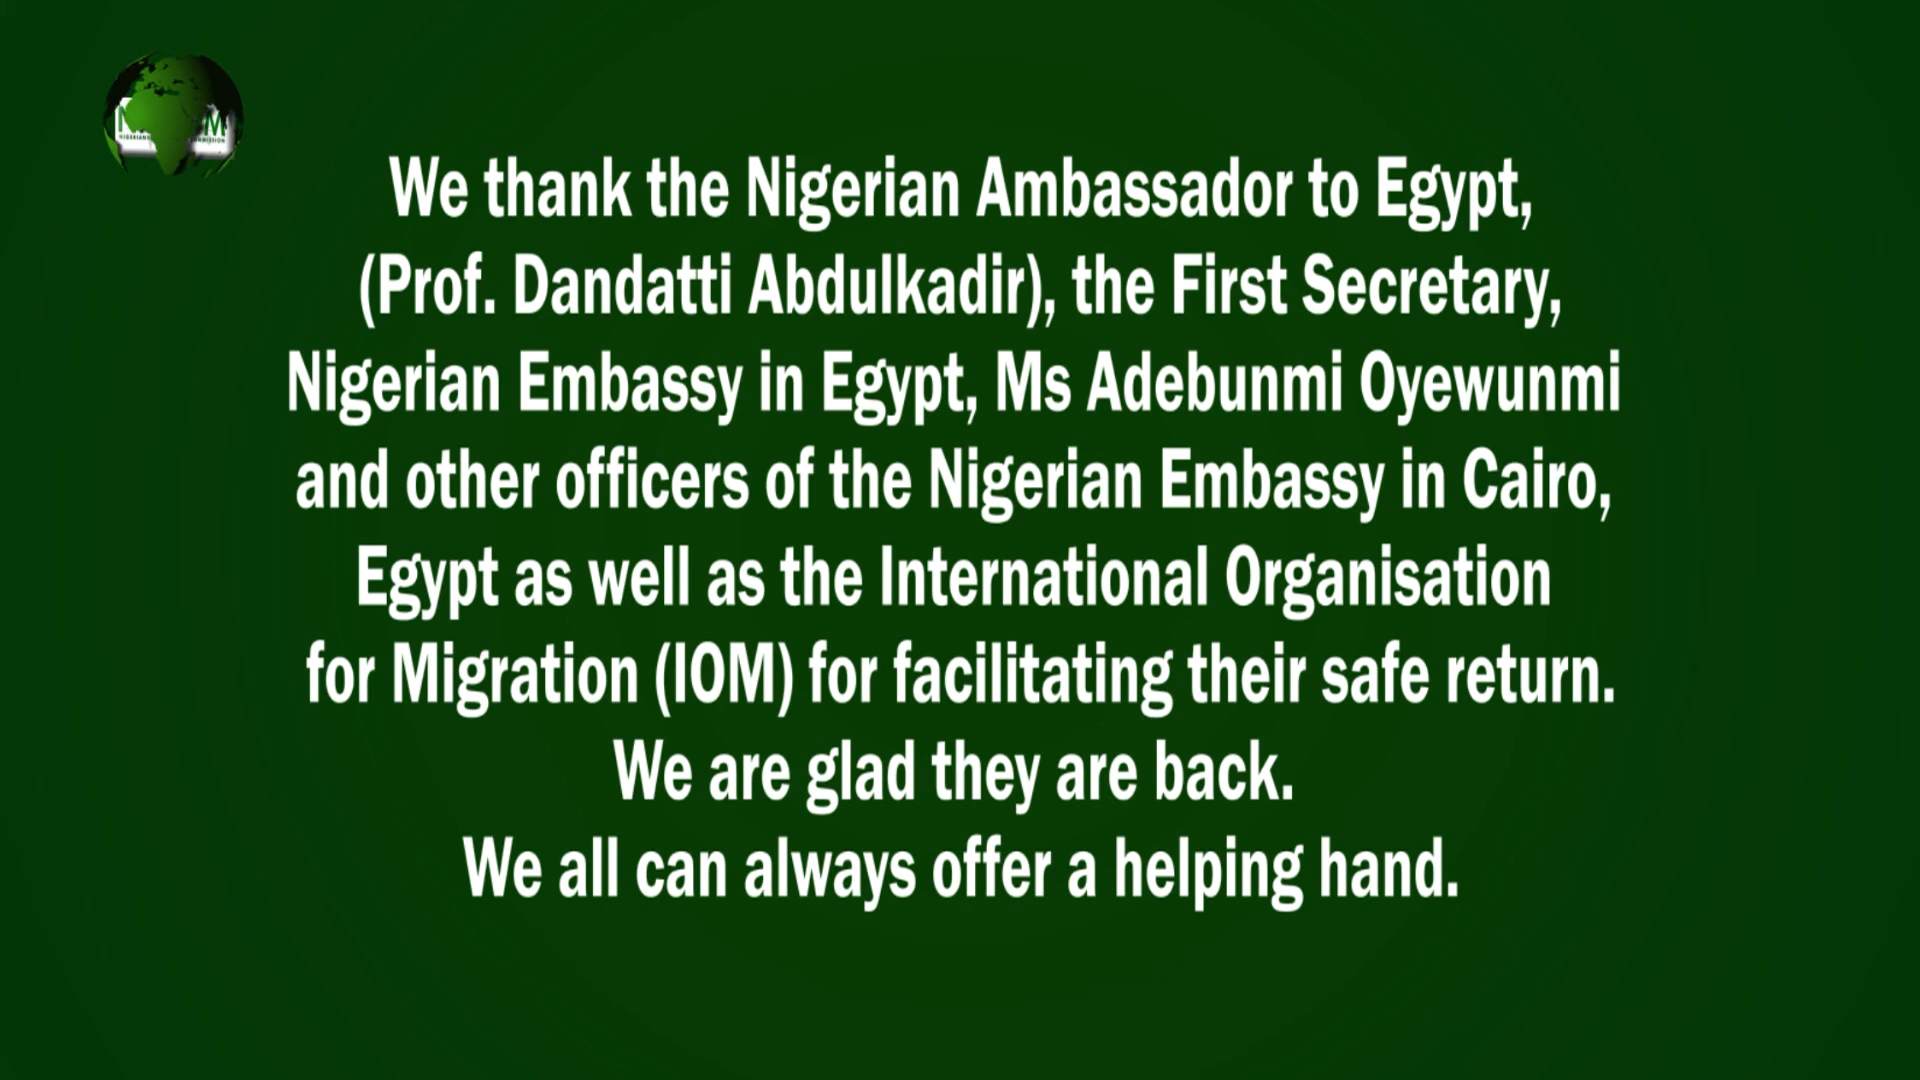 We thank the Nigerian Ambassador to Egypt,
(Prof. Dandatti Abdulkadir), the First Secretary,
Nigerian Embassy in Egypt, Ms Adebunmi Oyewunmi
and other officers of the Nigerian Embassy in Cairo,
Egypt as well as the International Organisation
for Migration (IOM) for facilitating their safe return.
We are glad they are back.
We all can always offer a helping hand.